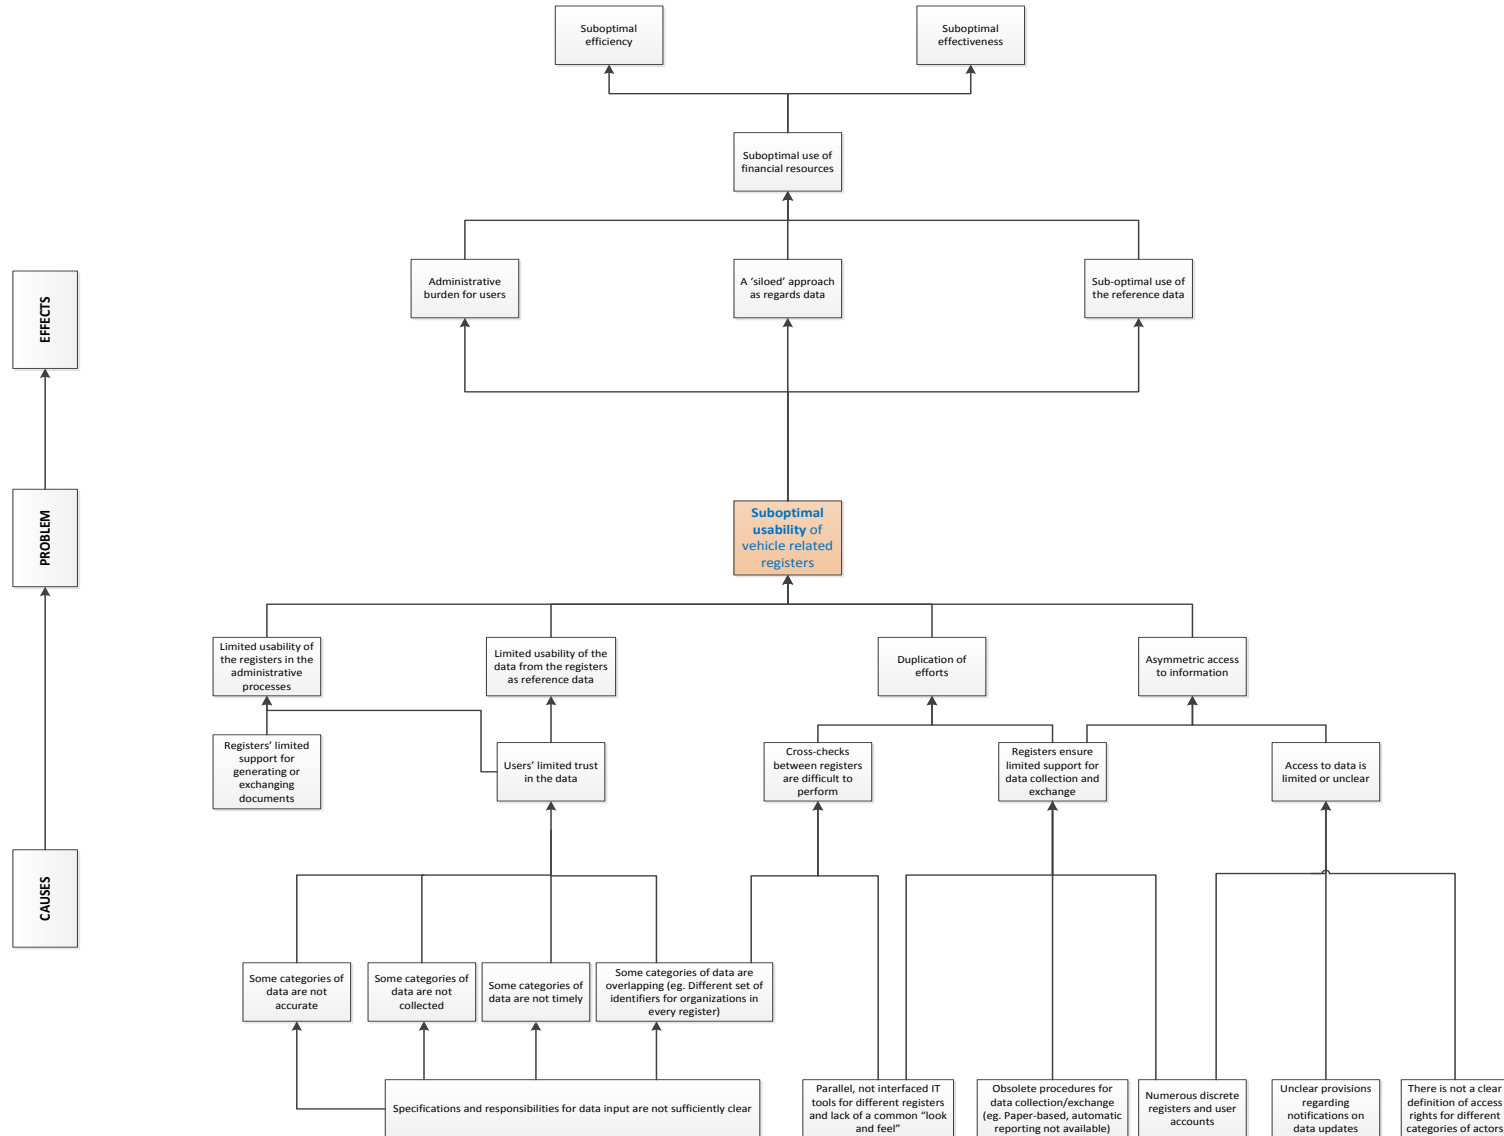 Suboptimal
efficiency
Suboptimal
effectiveness
Suboptimal use of
financial resources
Administrative
burden for users
A ‘siloed’ approach
as regards data
Sub-optimal use of
the reference data
EFFECTS
PROBLEM
CAUSES
Suboptimal
usability of
vehicle related
registers
Limited usability of
the registers in the
administrative
processes
Limited usability of the
data from the registers
as reference data
Duplication of
efforts
Asymmetric access
to information
Registers’ limited
support for
generating or
exchanging
documents
Users’ limited trust
in the data
Cross-checks
between registers
are difficult to
perform
Registers ensure
limited support for
data collection and
exchange
Access to data is
limited or unclear
Some categories of
data are not
accurate
Some categories of
data are not
collected
Some categories of
data are not timely
Some categories of data are
overlapping (eg. Different set of
identifiers for organizations in
every register)
Specifications and responsibilities for data input are not sufficiently clear
Parallel, not interfaced IT
tools for different registers
and lack of a common “look
and feel”
Obsolete procedures for
data collection/exchange
(eg. Paper-based, automatic
reporting not available)
Numerous discrete
registers and user
accounts
Unclear provisions
regarding
notifications on
data updates
There is not a clear
definition of access
rights for different
categories of actors